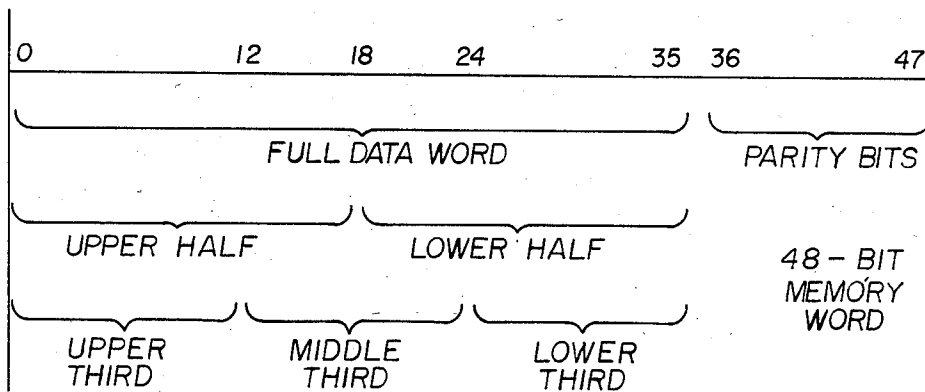 0 12 18 24 35 36 47
FULL DATA WORD PARITY BITS
UPPER HALF LOWER HALF
48-BIT
MEMORY
WORD
UPPER
THIRD
MIDDLE
THIRD
LOWER
THIRD